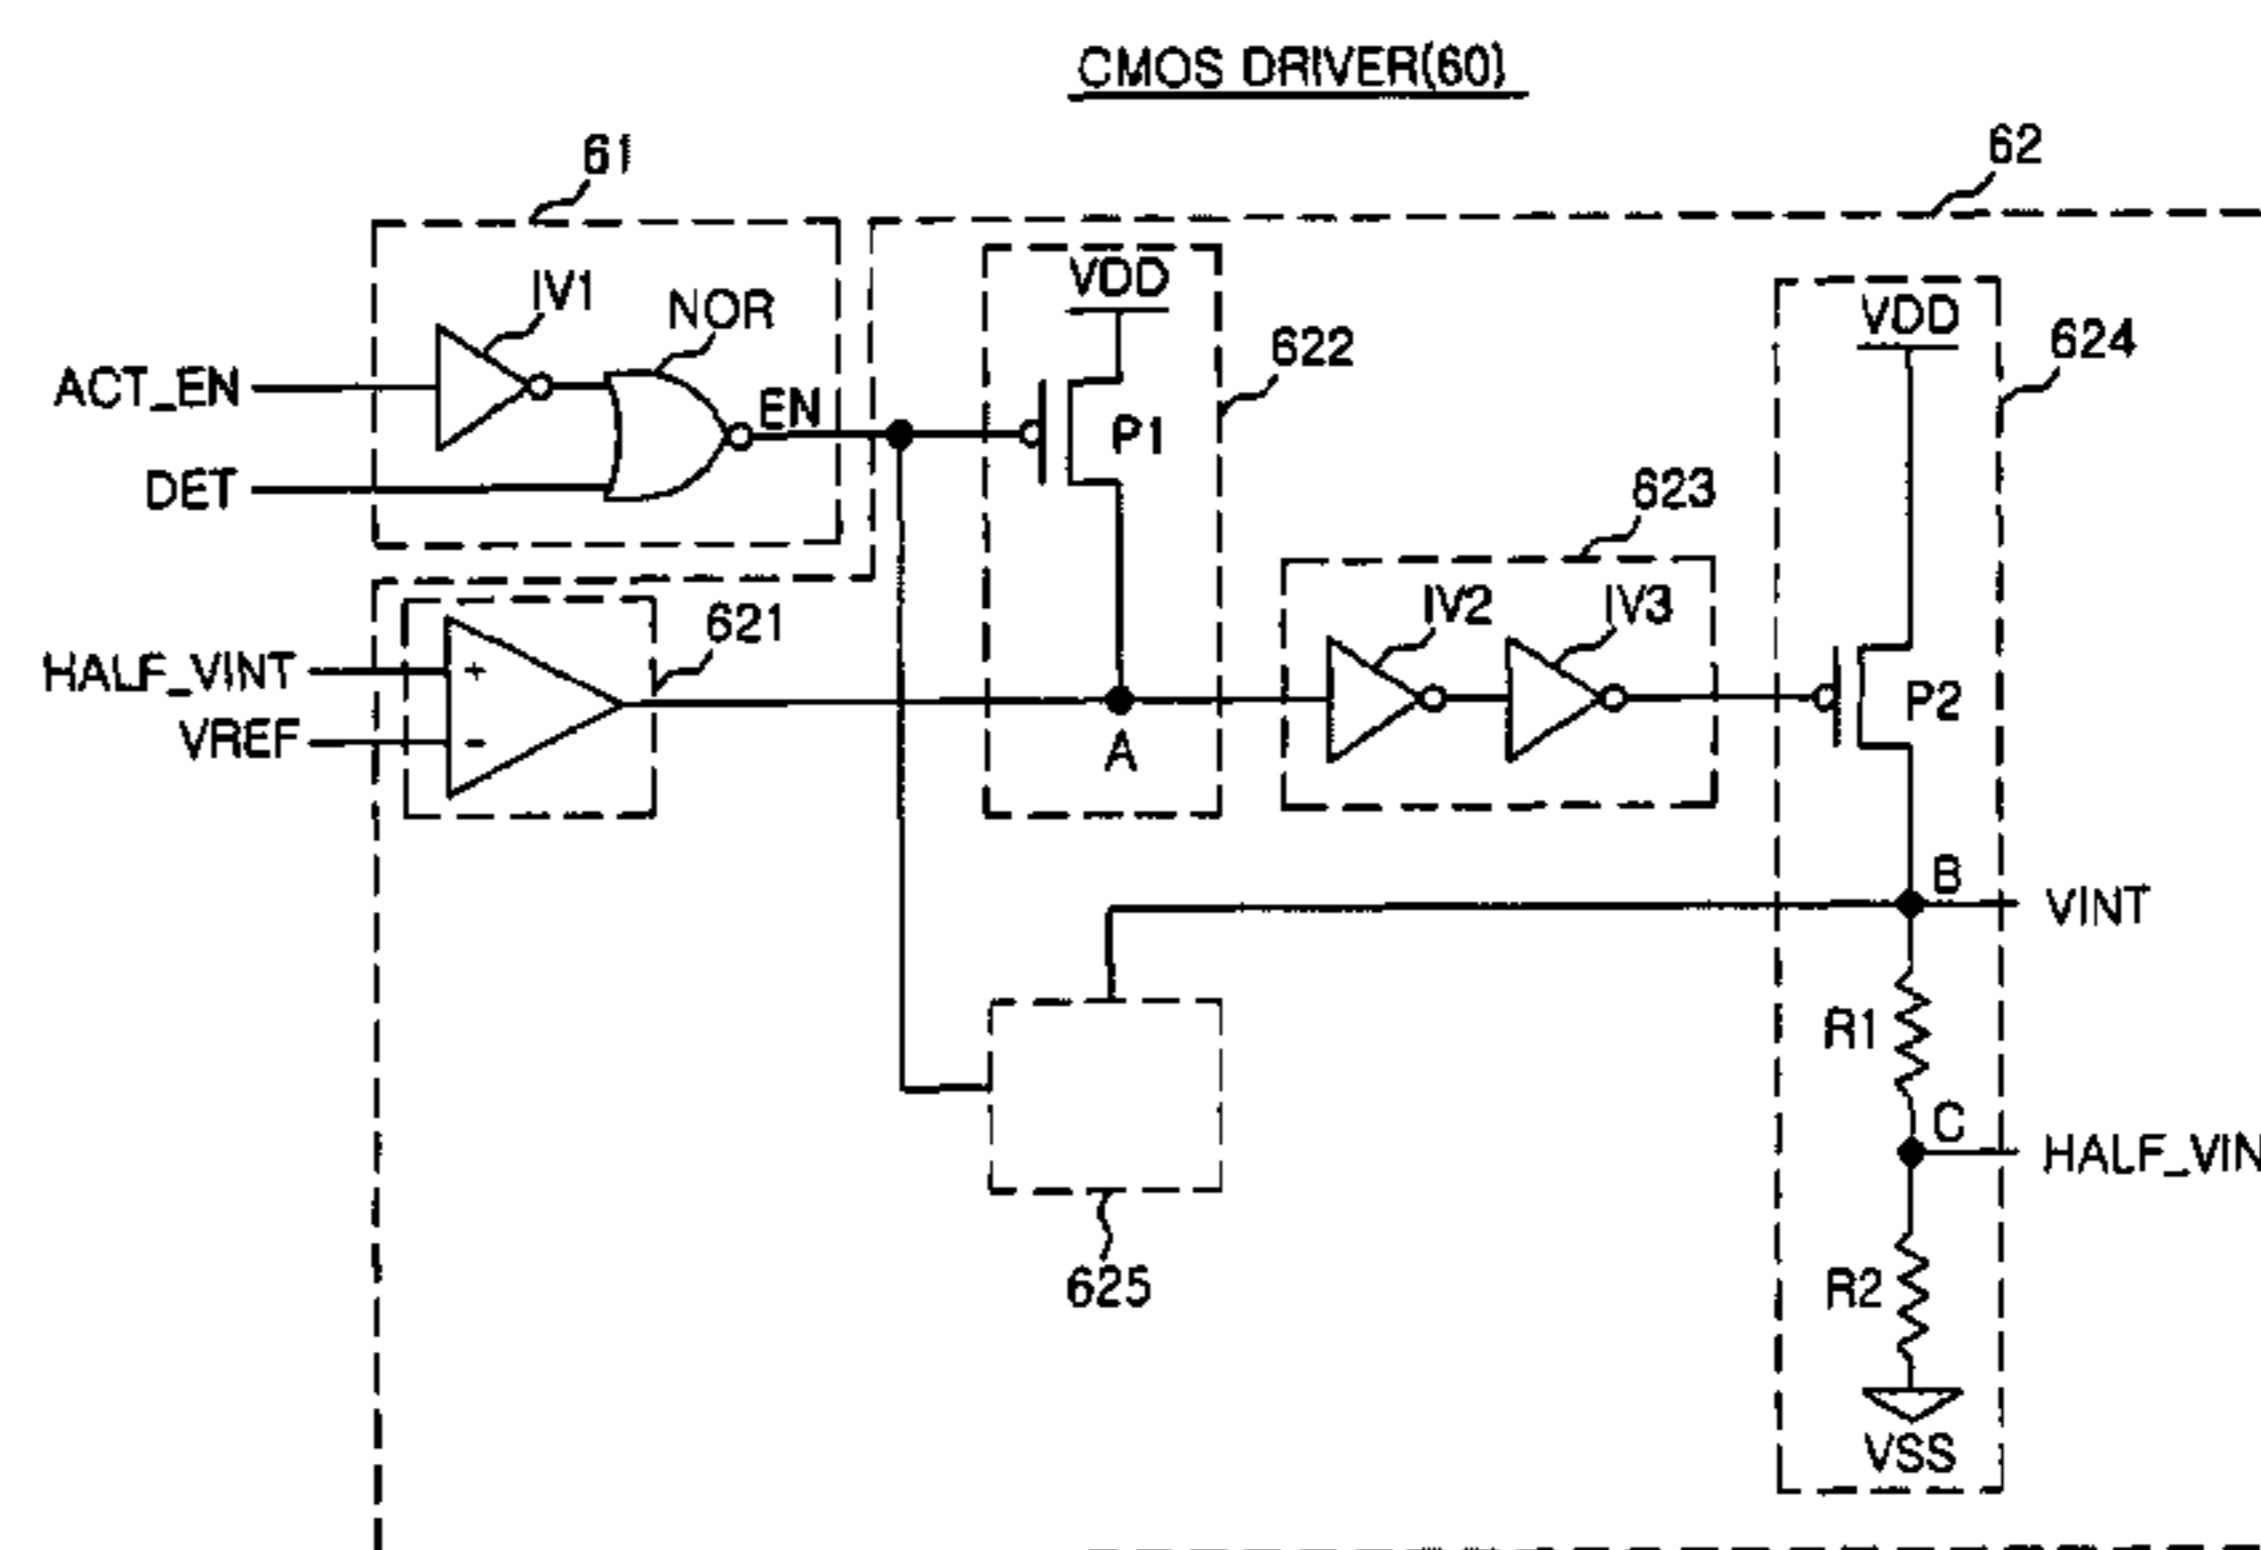 CMOS DRIVER(60)
61
62
IV1
NOR
VDD
VDD
622
624
ACT_EN
EN
P1
DET
623
IV2
IV3
621
HALF_VINT
+
P2
VREF
-
A
B
VINT
R1
C
HALF_VIN
625
R2
VSS